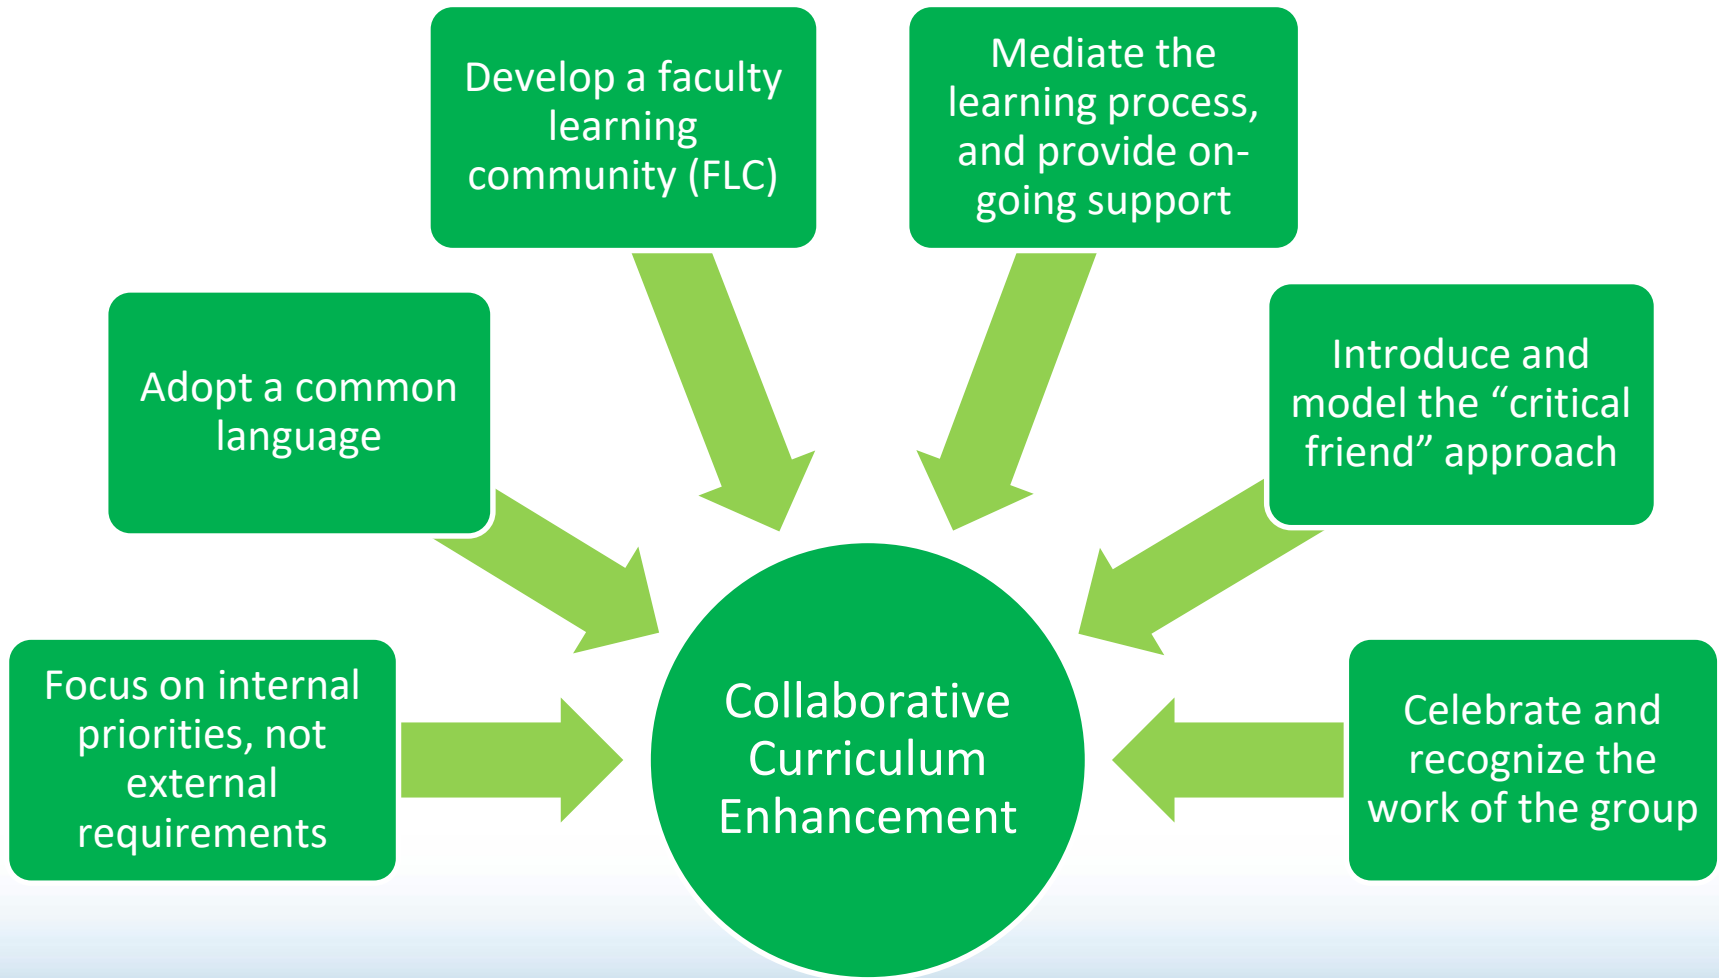 Develop a faculty
learning
community (FLC)
Mediate the
learning process,
and provide on-
going support
Adopt a common
language
Introduce and
model the “critical
friend” approach
Focus on internal
priorities, not
external
requirements
Collaborative
Curriculum
Enhancement
Celebrate and
recognize the
work of the group